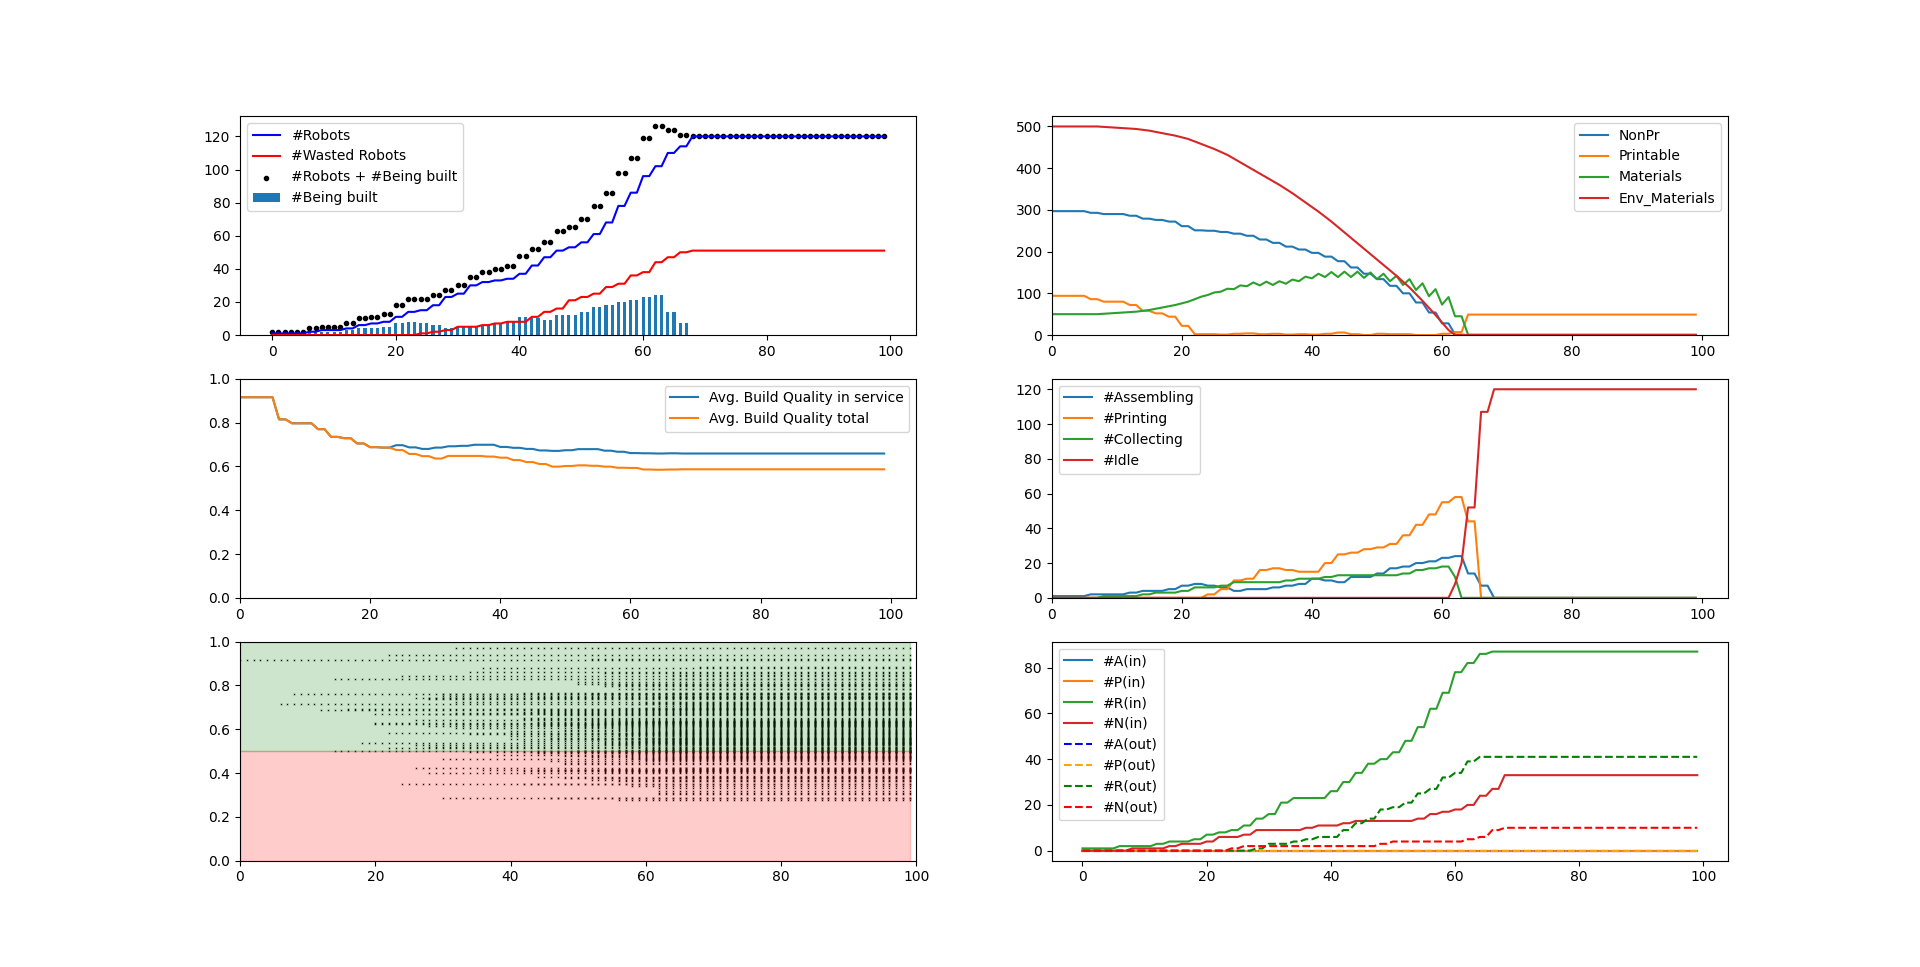 #Robots
#Wasted Robots
#Robots + #Being built
#Being built
120
100
80
60
40
20
0
0 20 40 60 80 100
NonPr
Printable
Materials
Env_Materials
500
400
300
200
100
0
0 20 40 60 80 100
Avg. Build Quality in service
Avg. Build Quality total
1.0
0.8
0.6
0.4
0.2
0.0
0 20 40 60 80 100
#Assembling
#Printing
#Collecting
#Idle
120
100
80
60
40
20
0
0 20 40 60 80 100
1.0
0.8
0.6
0.4
0.2
0.0
0 20 40 60 80 100
#A(in)
#P(in)
#R(in)
#N(in)
#A(out)
#P(out)
#R(out)
#N(out)
80
60
40
20
0
0 20 40 60 80 100